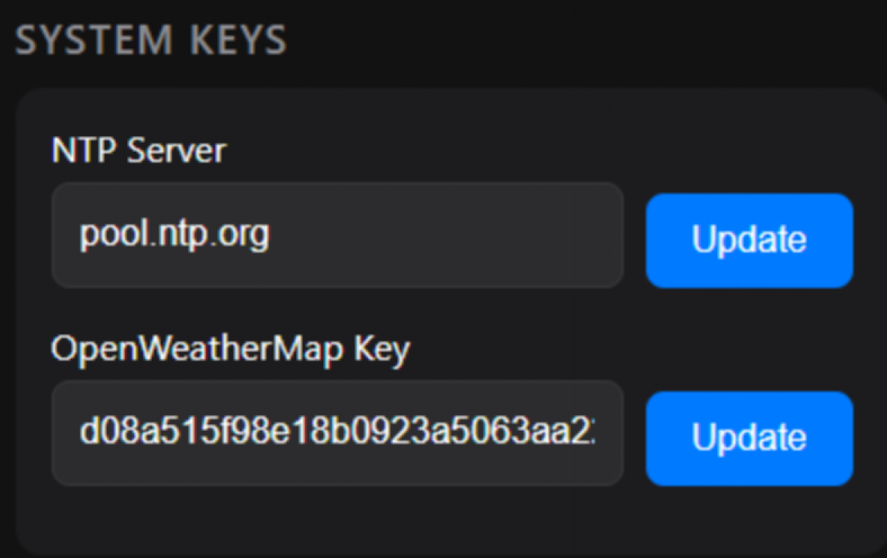 SYSTEM KEYS
NTP Server
pool.ntp.org
Update
OpenWeatherMap Key
d08a515f98e18b0923a5063aa2
Update